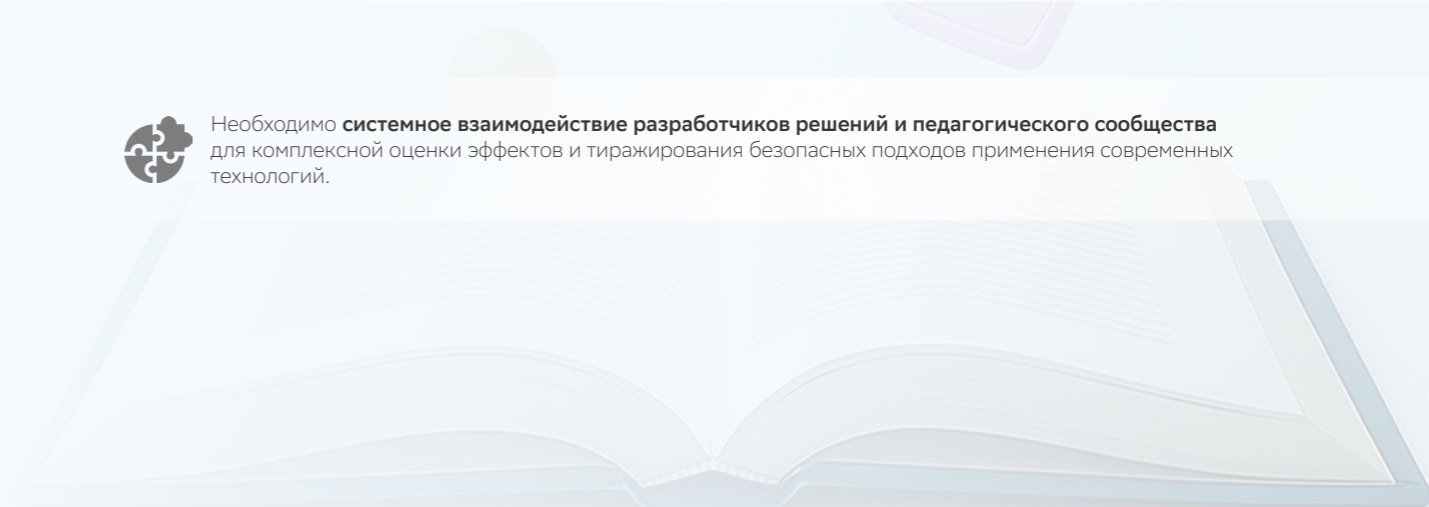 Необходимо системное взаимодействие разработчиков решений и педагогического сообщества
для комплексной оценки эффектов и тиражирования безопасных подходов применения современных
технологий.